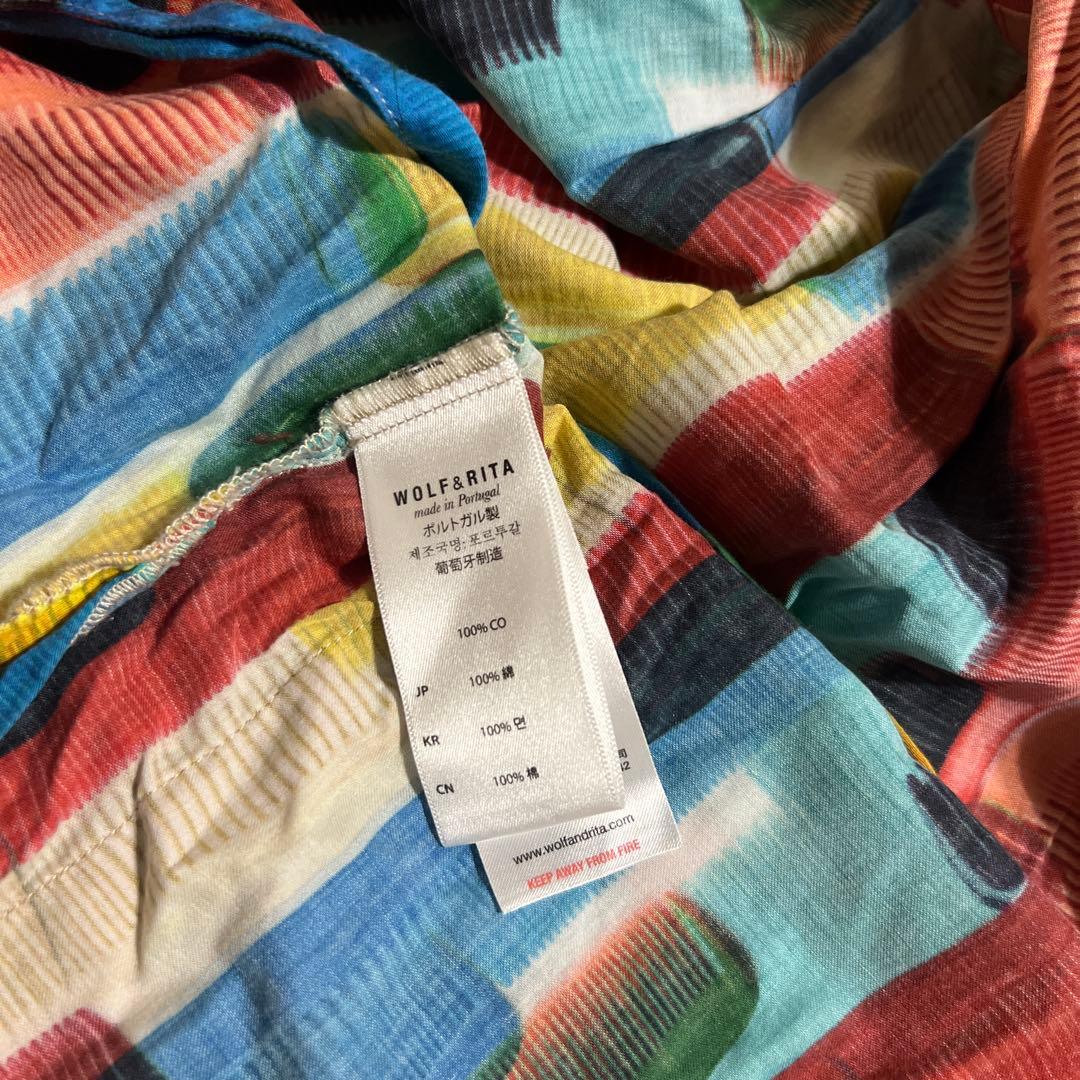 WOLF&RITA
made in Portugal
ポルトガル製
제조국명: 포르투갈
葡萄牙制造
100% CO
JP 100% 綿
KR 100% 면
CN 100% 棉
司
www.wolfandrita.com
KEEP AWAY FROM FIRE